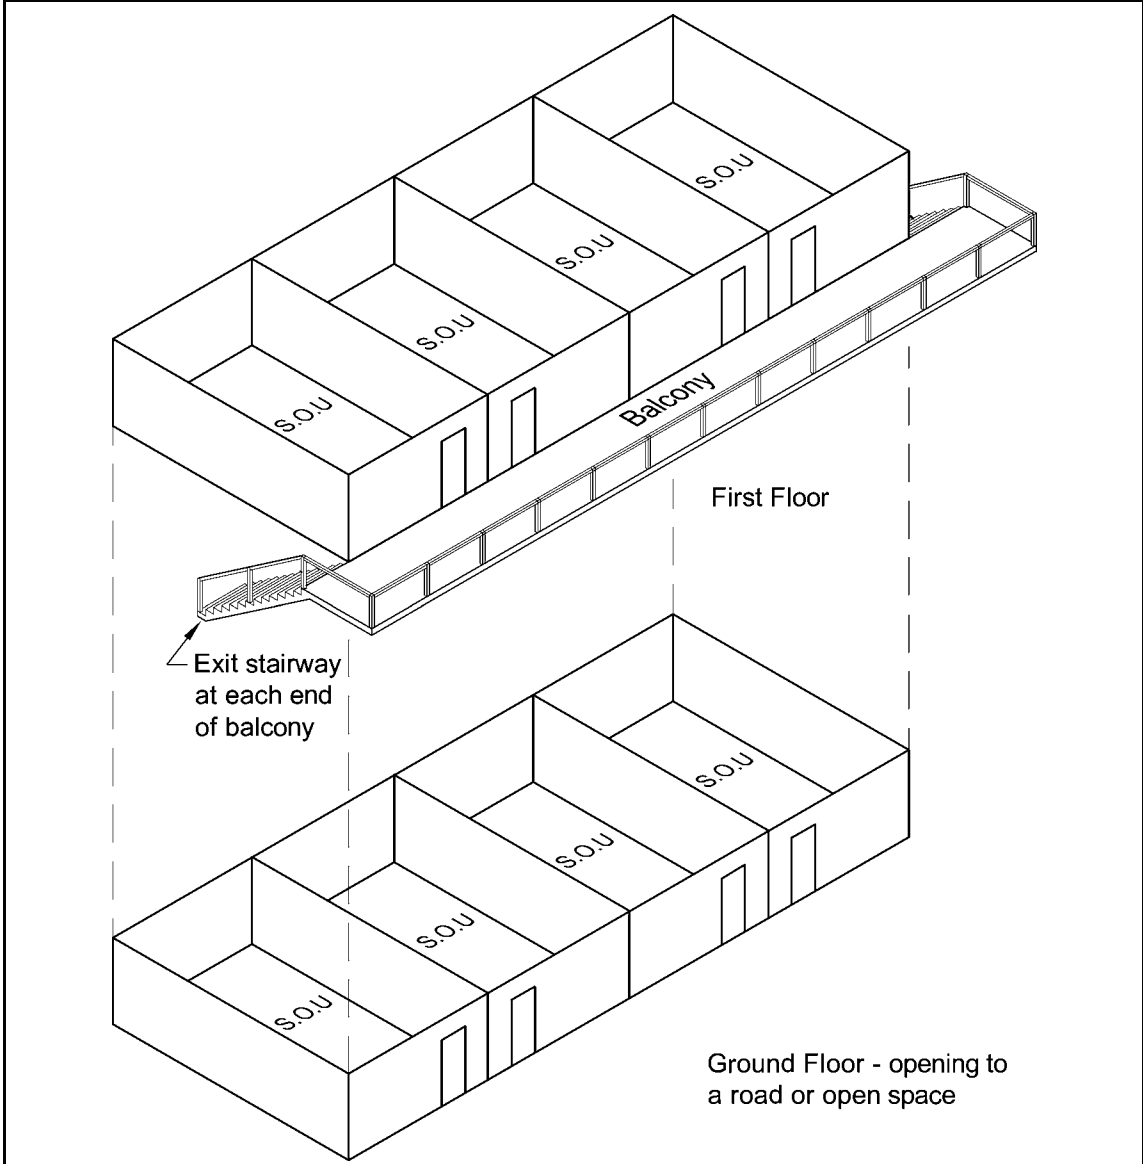 S.O.U
S.O.U
S.O.U
S.O.U
Balcony
First Floor
Exit stairway
at each end
of balcony
S.O.U
S.O.U
S.O.U
S.O.U
Ground Floor - opening to
a road or open space